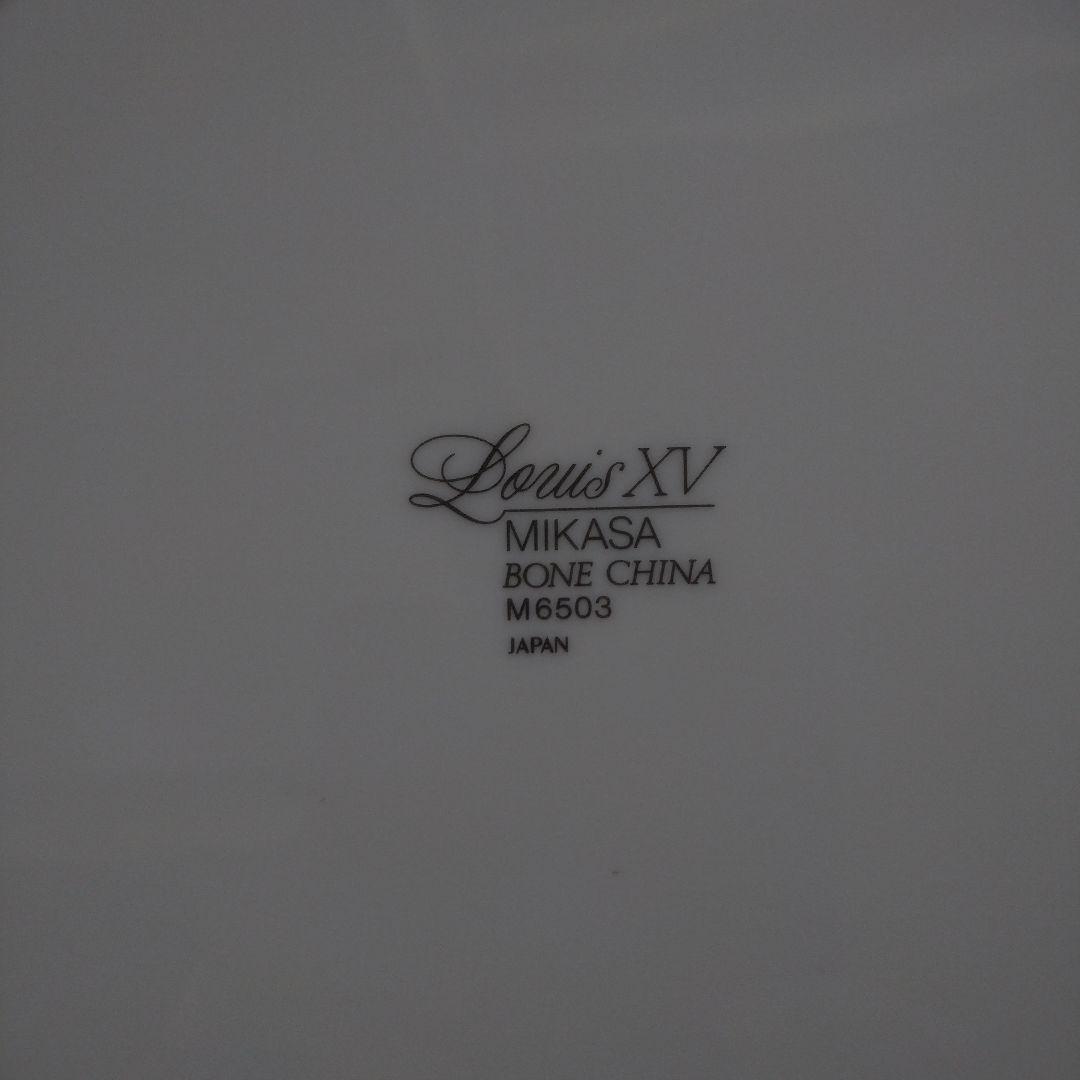 Louis XV
MIKASA
BONE CHINA
M6503
JAPAN